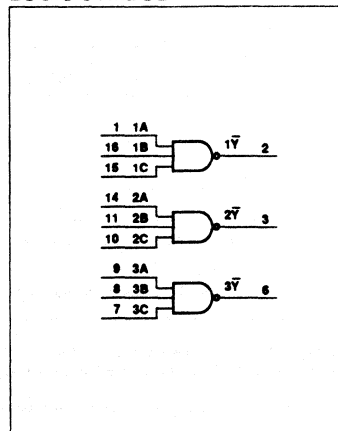 1 1A
16 1B
15 1C
1Y̅ 2
14 2A
11 2B
10 2C
2Y̅ 3
9 3A
8 3B
7 3C
3Y̅ 6